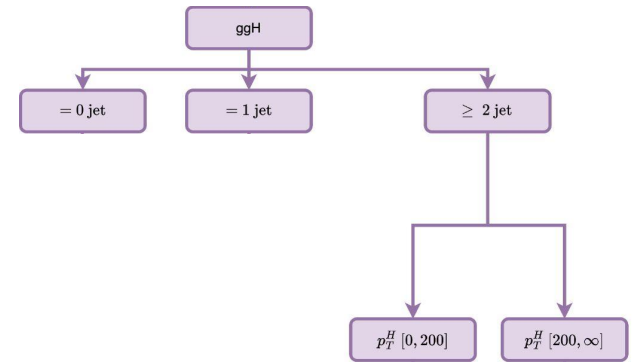 ggH
= 0 jet
= 1 jet
≥ 2 jet
p_T^H [0, 200]
p_T^H [200, ∞]